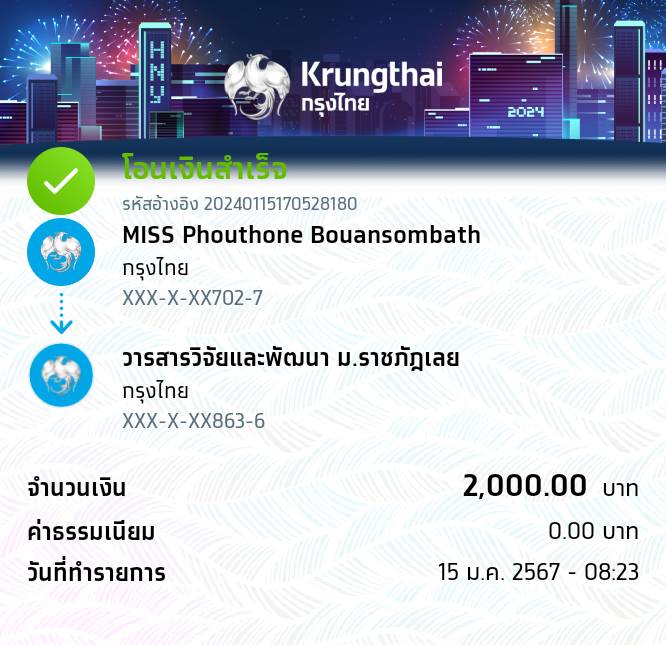 HNY
Krungthai
กรุงไทย
2024
โอนเงินสำเร็จ
รหัสอ้างอิง 20240115170528180
MISS Phouthone Bouansombath
กรุงไทย
XXX-X-XX702-7
วารสารวิจัยและพัฒนา ม.ราชภัฎเลย
กรุงไทย
XXX-X-XX863-6
จำนวนเงิน 2,000.00 บาท
ค่าธรรมเนียม 0.00 บาท
วันที่ทำรายการ 15 ม.ค. 2567 - 08:23